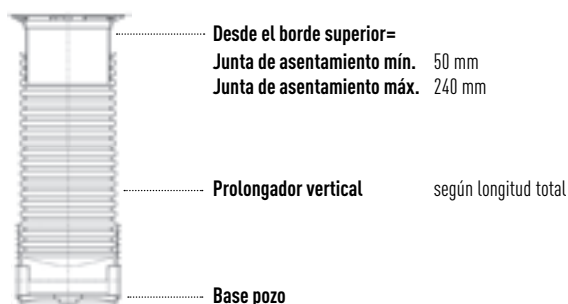 Desde el borde superior=
Junta de asentamiento mín. 50 mm
Junta de asentamiento máx. 240 mm
Prolongador vertical según longitud total
Base pozo